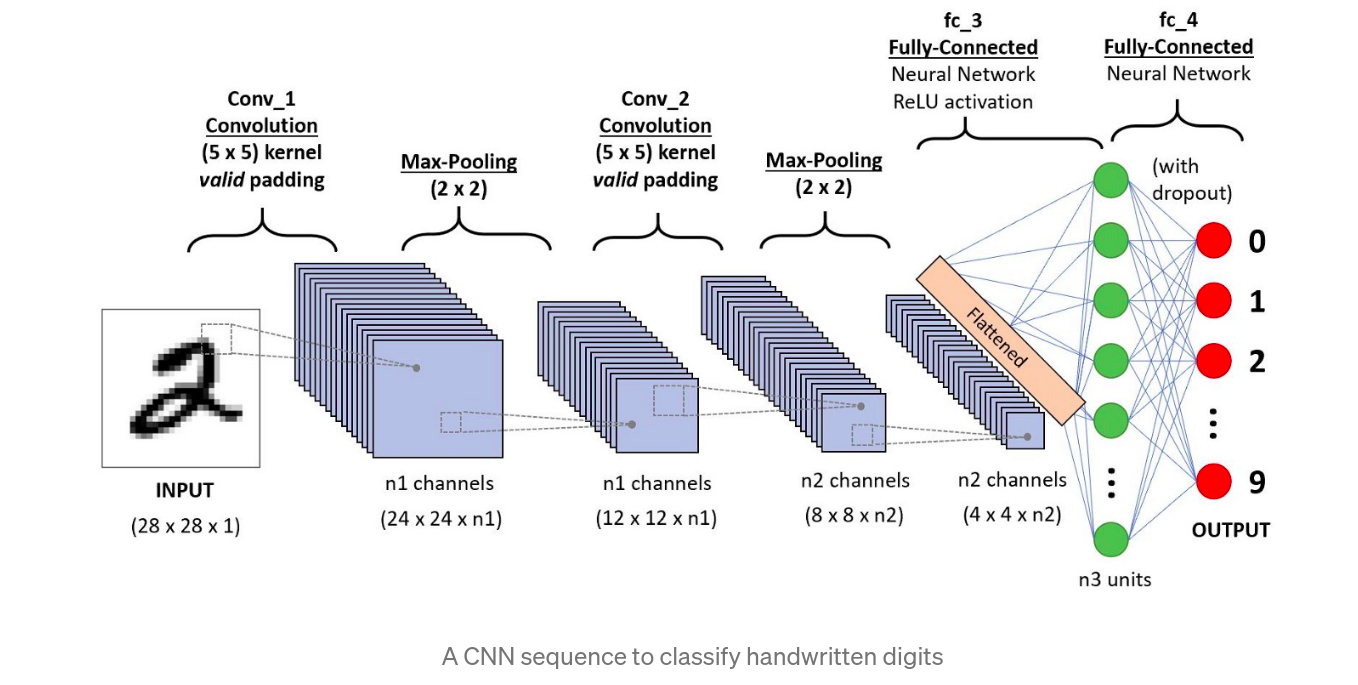 Conv_1
Convolution
(5 x 5) kernel
valid padding
Max-Pooling
(2 x 2)
Conv_2
Convolution
(5 x 5) kernel
valid padding
Max-Pooling
(2 x 2)
fc_3
Fully-Connected
Neural Network
ReLU activation
fc_4
Fully-Connected
Neural Network
(with
dropout)
2
INPUT
(28 x 28 x 1)
n1 channels
(24 x 24 x n1)
n1 channels
(12 x 12 x n1)
n2 channels
(8 x 8 x n2)
n2 channels
(4 x 4 x n2)
Flattened
n3 units
0
1
2
9
OUTPUT
A CNN sequence to classify handwritten digits